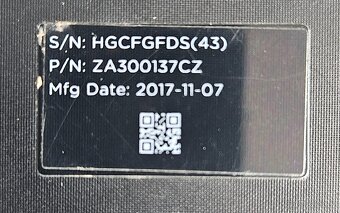 S/N: HGCFGFDS(43)
P/N: ZA300137CZ
Mfg Date: 2017-11-07